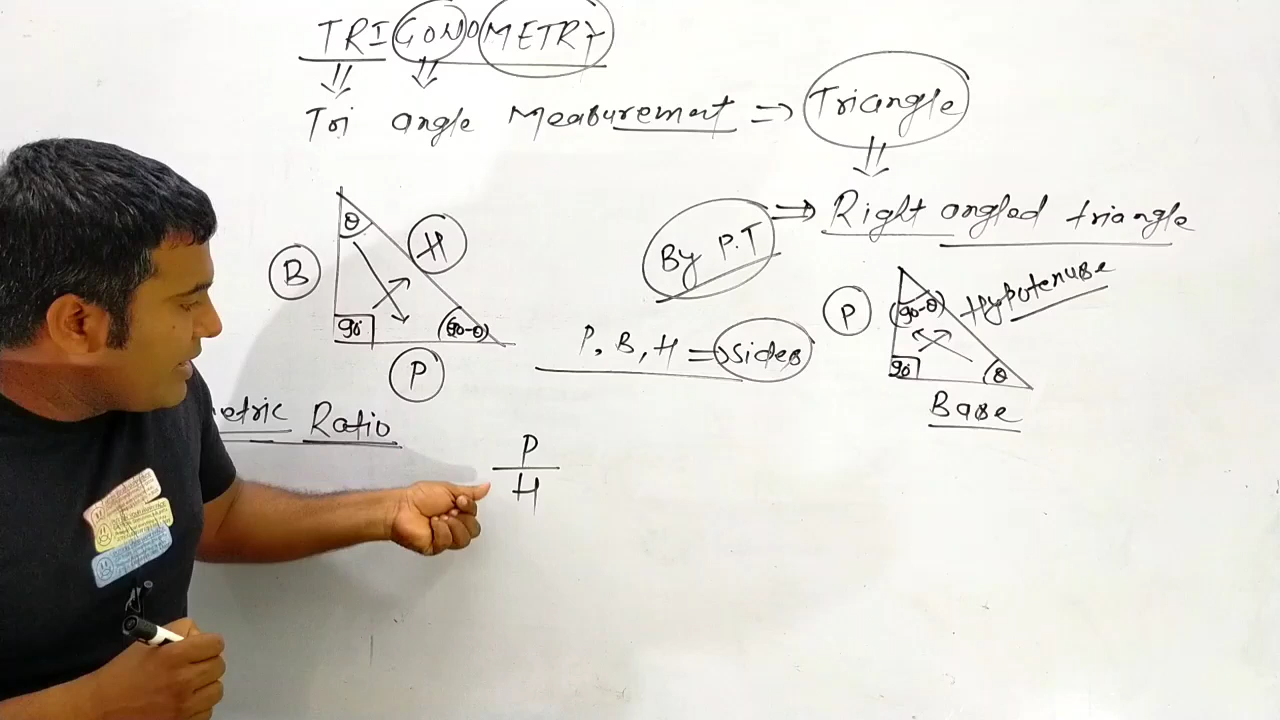 TRIGONOMETRY
Tri angle Measurement => Triangle
=> Right angled triangle
By P.T
θ
H
B
90°
(90-θ)
P
P, B, H => Sides
P
(90-θ)
Hypotenuse
90°
θ
Base
etric Ratio
P
H